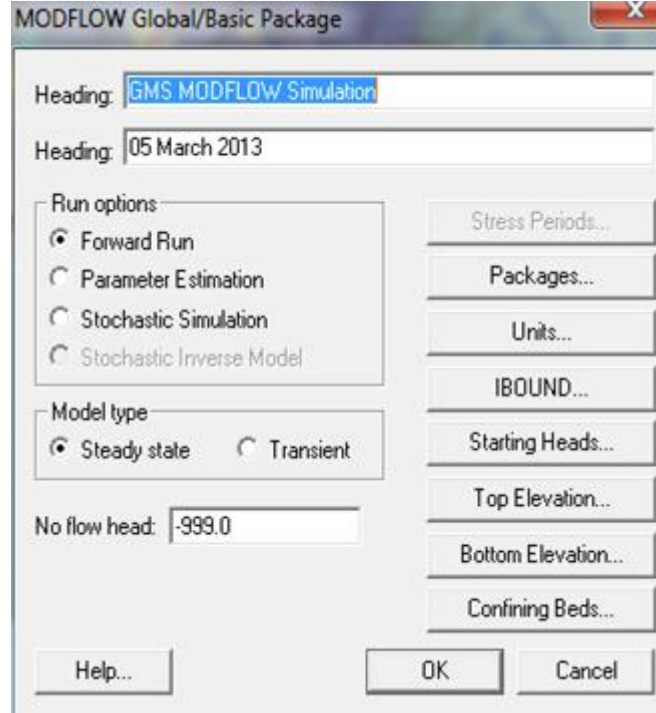 MODFLOW Global/Basic Package
Heading: GMS MODFLOW Simulation
Heading: 05 March 2013
Run options
Forward Run
Parameter Estimation
Stochastic Simulation
Stochastic Inverse Model
Model type
Steady state Transient
No flow head: -999.0
Stress Periods...
Packages...
Units...
IBOUND...
Starting Heads...
Top Elevation...
Bottom Elevation...
Confining Beds...
Help... OK Cancel